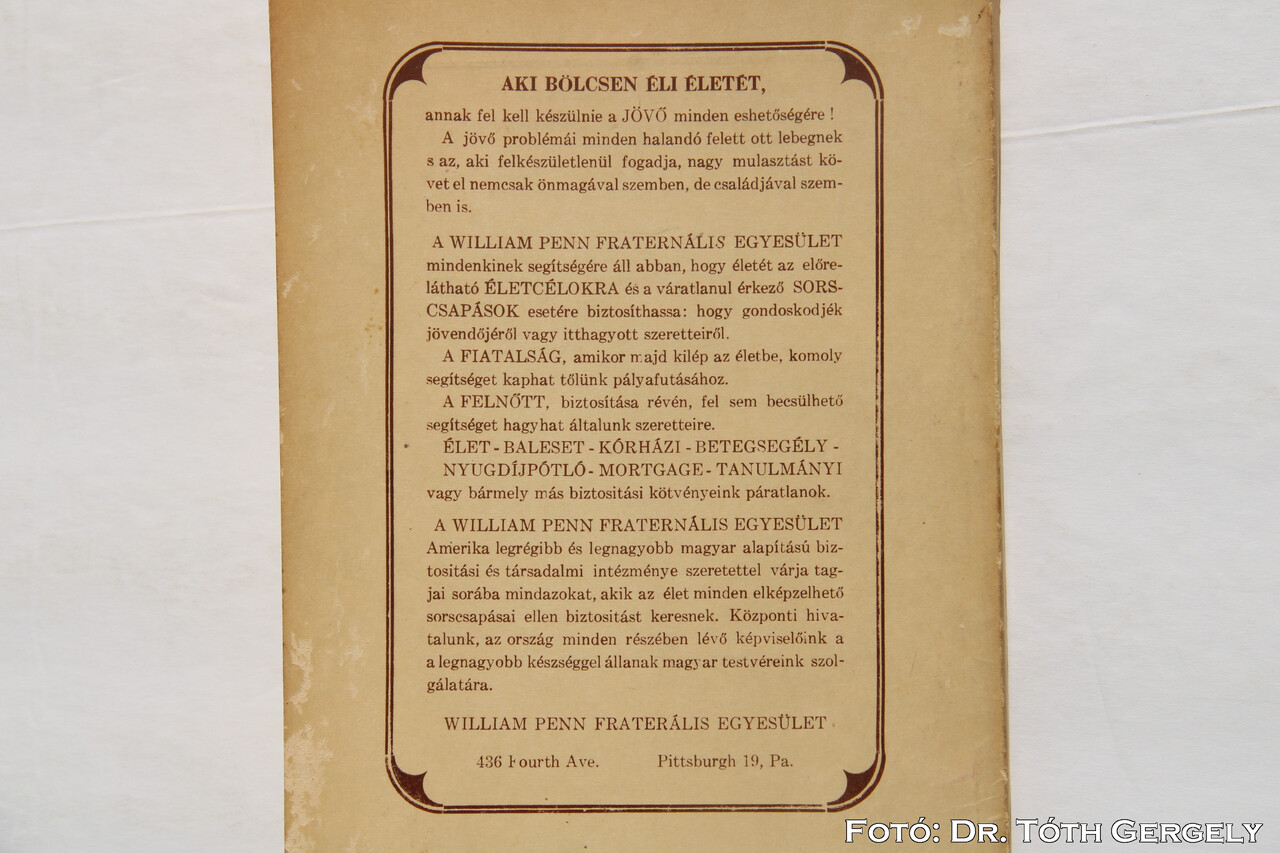 AKI BÖLCSEN ÉLI ÉLETÉT,
annak fel kell készülnie a JÖVŐ minden eshetőségére !
A jövő problémái minden halandó felett ott lebegnek
s az, aki felkészületlenül fogadja, nagy mulasztást kö-
vet el nemcsak önmagával szemben, de családjával szem-
ben is.
A WILLIAM PENN FRATERNÁLIS EGYESÜLET
mindenkinek segítségére áll abban, hogy életét az előre-
látható ÉLETCÉLOKRA és a váratlanul érkező SORS-
CSAPÁSOK esetére biztosíthassa: hogy gondoskodjék
jövendőjéről vagy itthagyott szeretteiről.
A FIATALSÁG, amikor majd kilép az életbe, komoly
segítséget kaphat tőlünk pályafutásához.
A FELNŐTT, biztosítása révén, fel sem becsülhető
segítséget hagyhat általunk szeretteire.
ÉLET - BALESET - KÓRHÁZI - BETEGSEGÉLY -
NYUGDÍJPÓTLÓ - MORTGAGE - TANULMÁNYI
vagy bármely más biztositási kötvényeink páratlanok.
A WILLIAM PENN FRATERNÁLIS EGYESÜLET
Amerika legrégibb és legnagyobb magyar alapítású biz-
tositási és társadalmi intézménye szeretettel várja tag-
jai sorába mindazokat, akik az élet minden elképzelhető
sorscsapásai ellen biztositást keresnek. Központi hiva-
talunk, az ország minden részében lévő képviselőink a
a legnagyobb készséggel állanak magyar testvéreink szol-
gálatára.
WILLIAM PENN FRATERÁLIS EGYESÜLET
436 Fourth Ave. Pittsburgh 19, Pa.
Fotó: Dr. Tóth Gergely